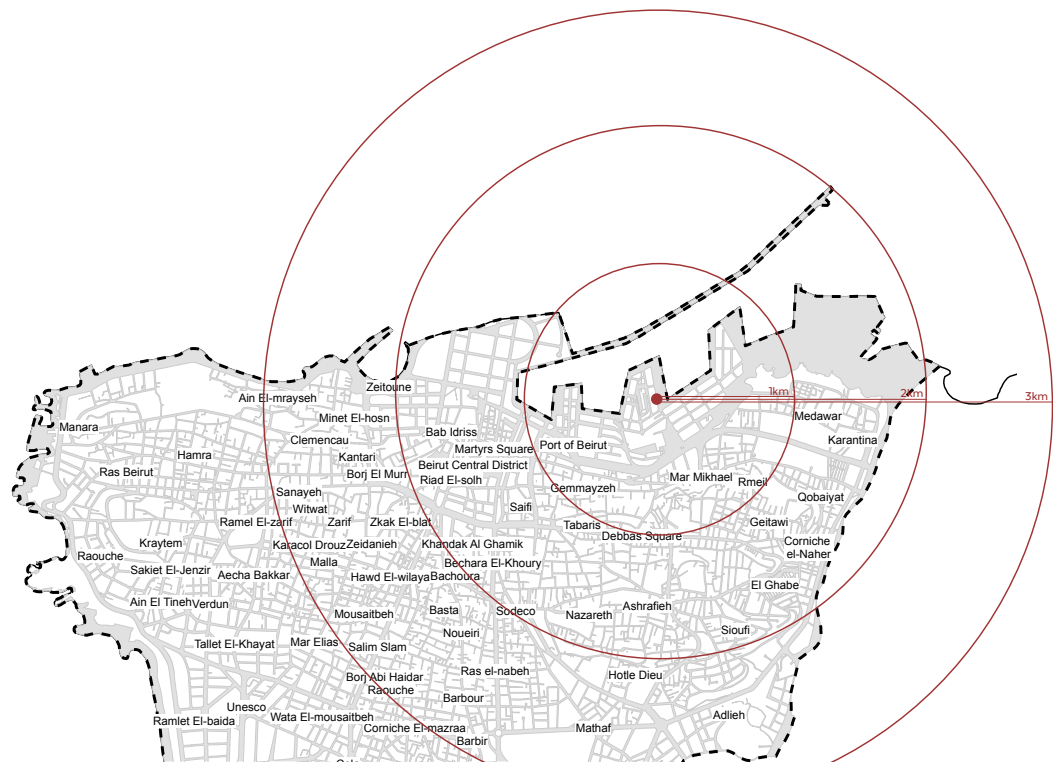 Zeitoune
1km
2km
3km
Ain El-mrayseh
Minet El-hosn
Medawar
Manara
Bab Idriss
Clemencau
Karantina
Martyrs Square
Port of Beirut
Hamra
Kantari
Beirut Central District
Ras Beirut
Borj El Murr
Riad El-solh
Mar Mikhael
Rmeil
Gemmayzeh
Sanayeh
Qobaiyat
Witwat
Saifi
Ramel El-zarif
Zarif
Zkak El-blat
Tabaris
Geitawi
Debbas Square
Kraytem
Karacol Drouz
Zeidanieh
Khandak Al Ghamik
Corniche
el-Naher
Raouche
Malla
Bechara El-Khoury
Sakiet El-Jenzir
Aecha Bakkar
Hawd El-wilaya
Bachoura
El Ghabe
Ain El Tineh
Verdun
Mousaitbeh
Basta
Sodeco
Nazareth
Ashrafieh
Noueiri
Sioufi
Tallet El-Khayat
Mar Elias
Salim Slam
Borj Abi Haidar
Ras el-nabeh
Hotle Dieu
Raouche
Barbour
Unesco
Ramlet El-baida
Wata El-mousaitbeh
Adlieh
Corniche El-mazraa
Mathaf
Barbir